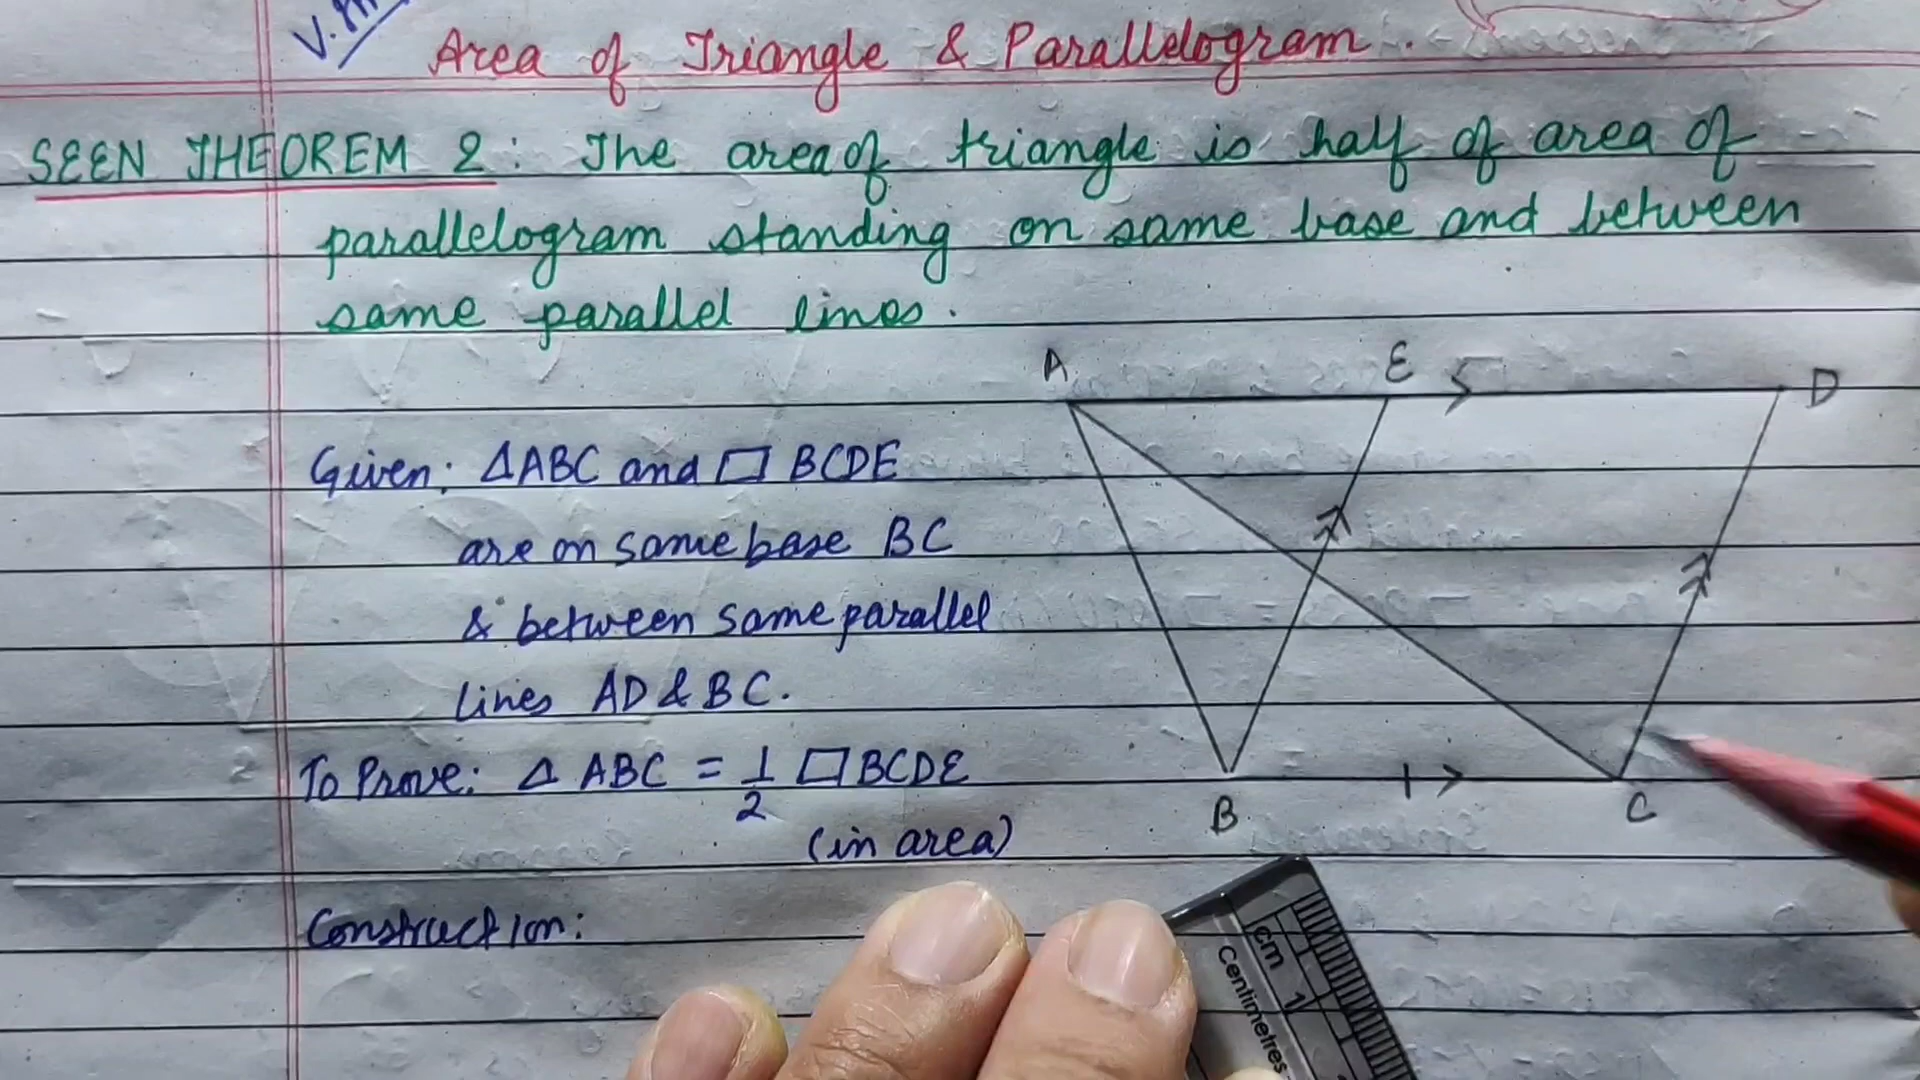 Area of Triangle & Parallelogram.
SEEN THEOREM 2: The area of triangle is half of area of
parallelogram standing on same base and between
same parallel lines.
A E D
Given: ΔABC and ▱ BCDE
are on same base BC
& between same parallel
lines AD & BC.
To Prove: Δ ABC = 1/2 ▱ BCDE
(in area)
B C
Construction:
cm 1
Centimetres